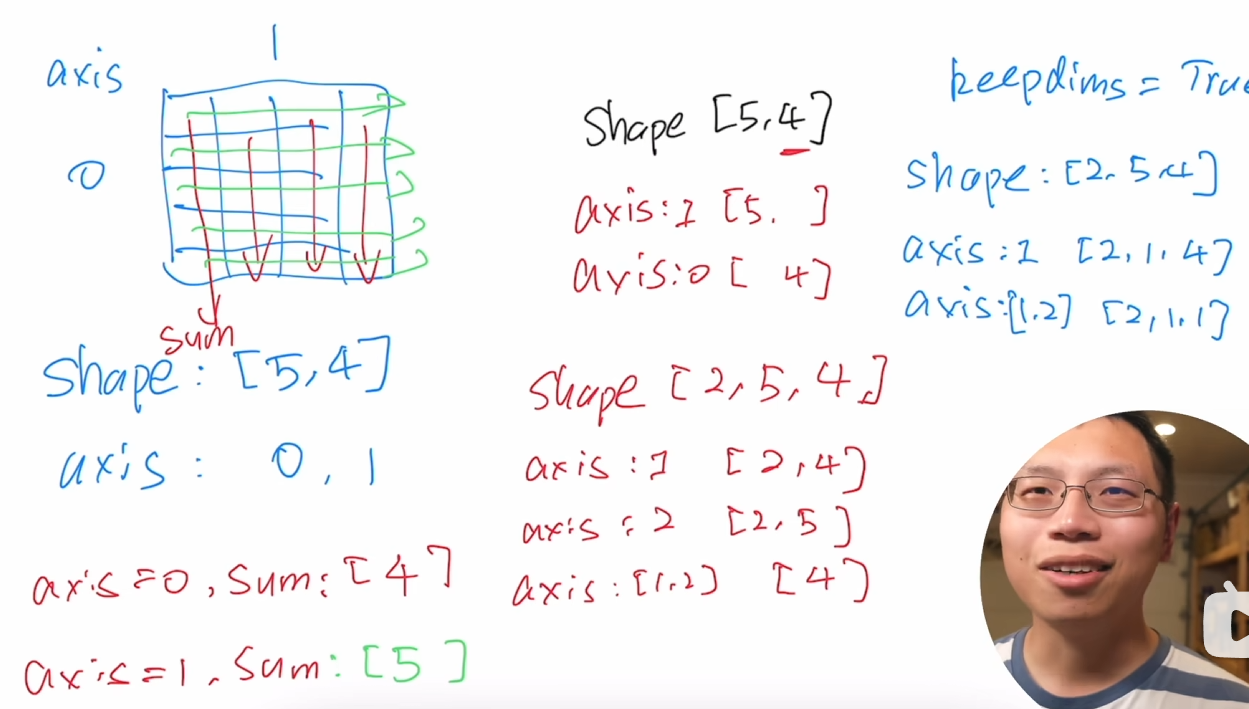 1
axis
0
sum
shape: [5,4]
axis: 0, 1
axis=0, sum: [4]
axis=1, sum: [5 ]
shape [5,4]
axis:1 [5, ]
axis:0 [ 4]
shape [2,5,4]
axis:1 [2,4]
axis:2 [2,5]
axis:[1,2] [4]
keepdims = True
shape: [2,5,4]
axis:1 [2,1,4]
axis:[1,2] [2,1,1]